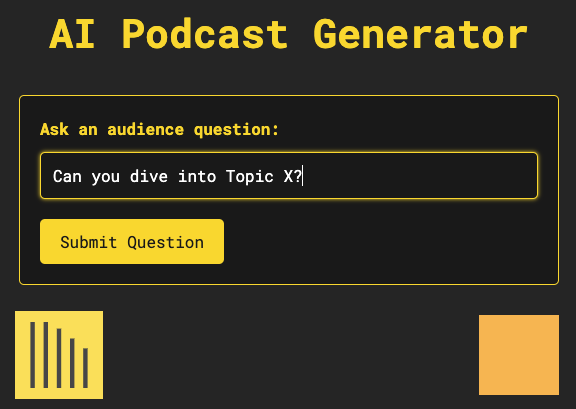 AI Podcast Generator
Ask an audience question:
Can you dive into Topic X?
Submit Question